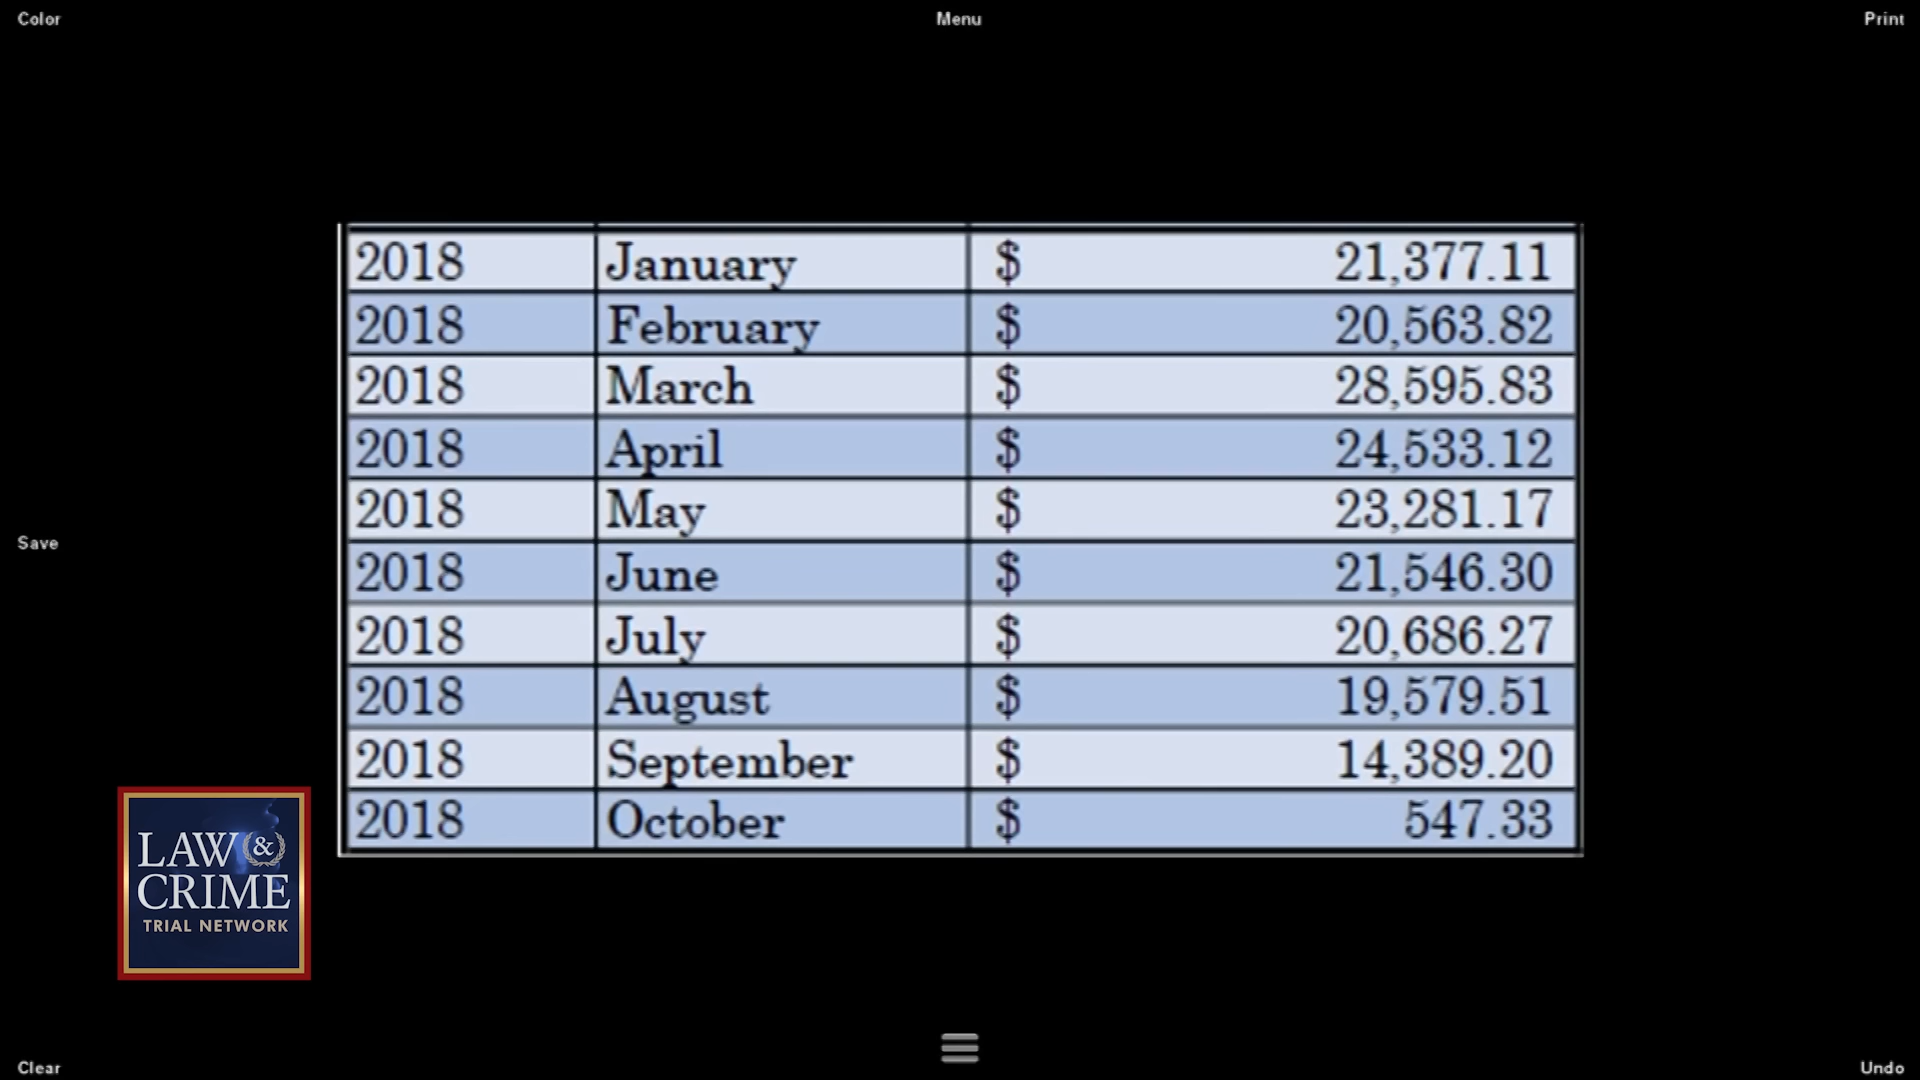 Color Menu Print
2018 January $ 21,377.11
2018 February $ 20,563.82
2018 March $ 28,595.83
2018 April $ 24,533.12
2018 May $ 23,281.17
Save
2018 June $ 21,546.30
2018 July $ 20,686.27
2018 August $ 19,579.51
2018 September $ 14,389.20
2018 October $ 547.33
LAW &
CRIME
TRIAL NETWORK
Clear Undo